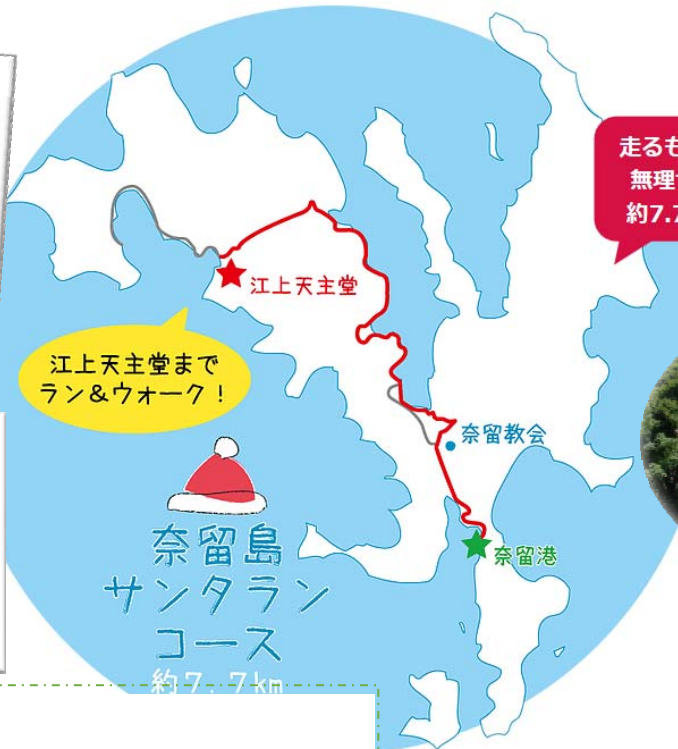 走るも
無理
約7.7
江上天主堂
江上天主堂まで
ラン&ウォーク！
奈留教会
奈留島
サンタラン
コース
約7.7km
奈留港